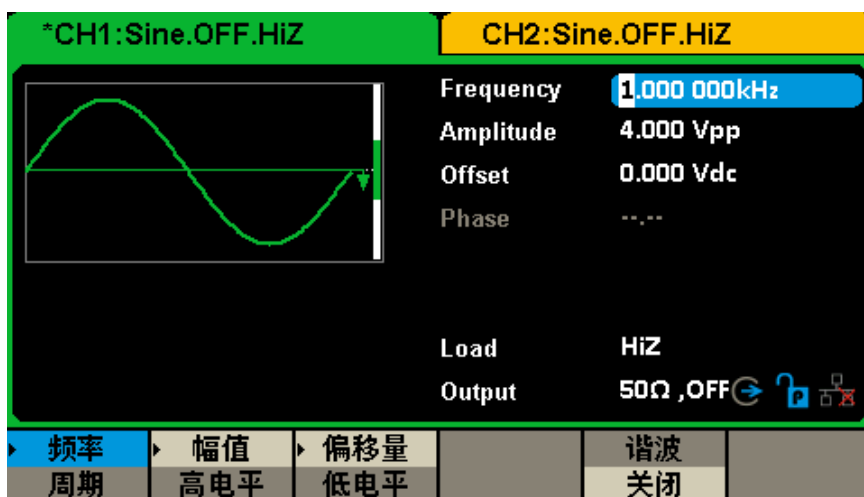 *CH1:Sine.OFF.HiZ CH2:Sine.OFF.HiZ
Frequency 1.000 000kHz
Amplitude 4.000 Vpp
Offset 0.000 Vdc
Phase --.--
Load HiZ
Output 50Ω ,OFF P
频率 幅值 偏移量 谐波
周期 高电平 低电平 关闭